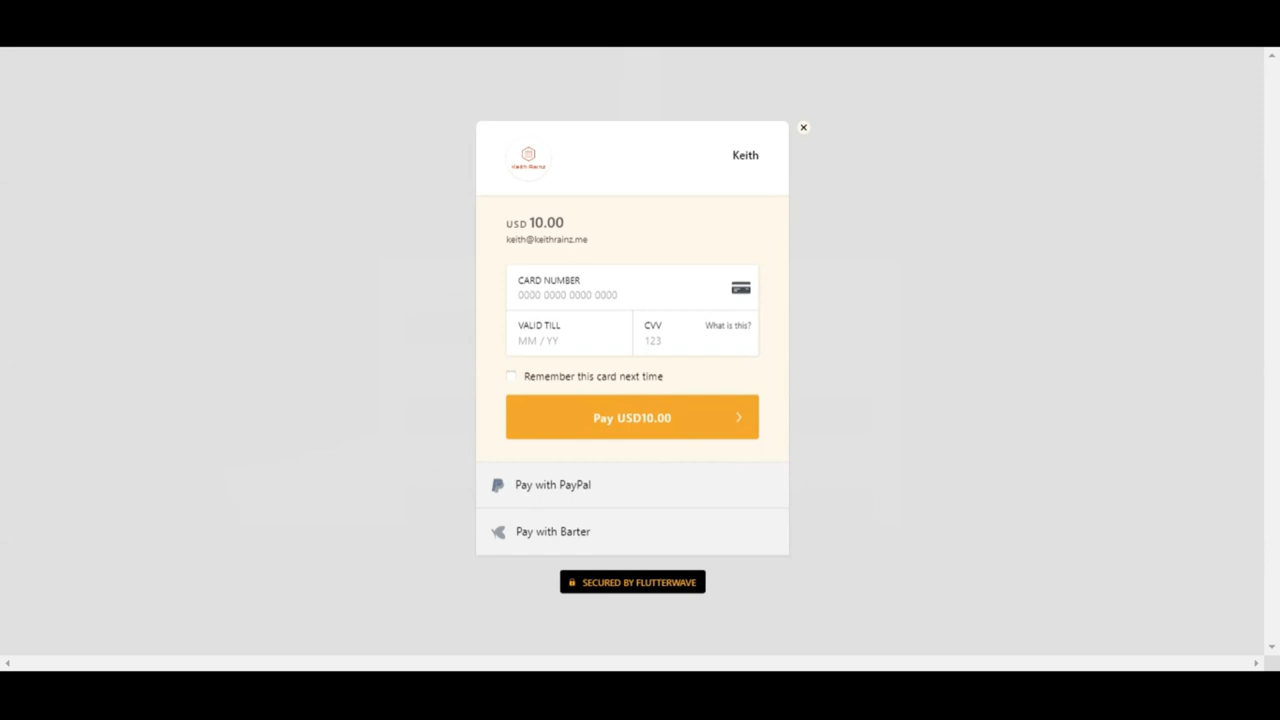 Keith Rainz
Keith
USD 10.00
keith@keithrainz.me
CARD NUMBER
0000 0000 0000 0000
VALID TILL
MM / YY
CVV
What is this?
123
Remember this card next time
Pay USD10.00
Pay with PayPal
Pay with Barter
SECURED BY FLUTTERWAVE